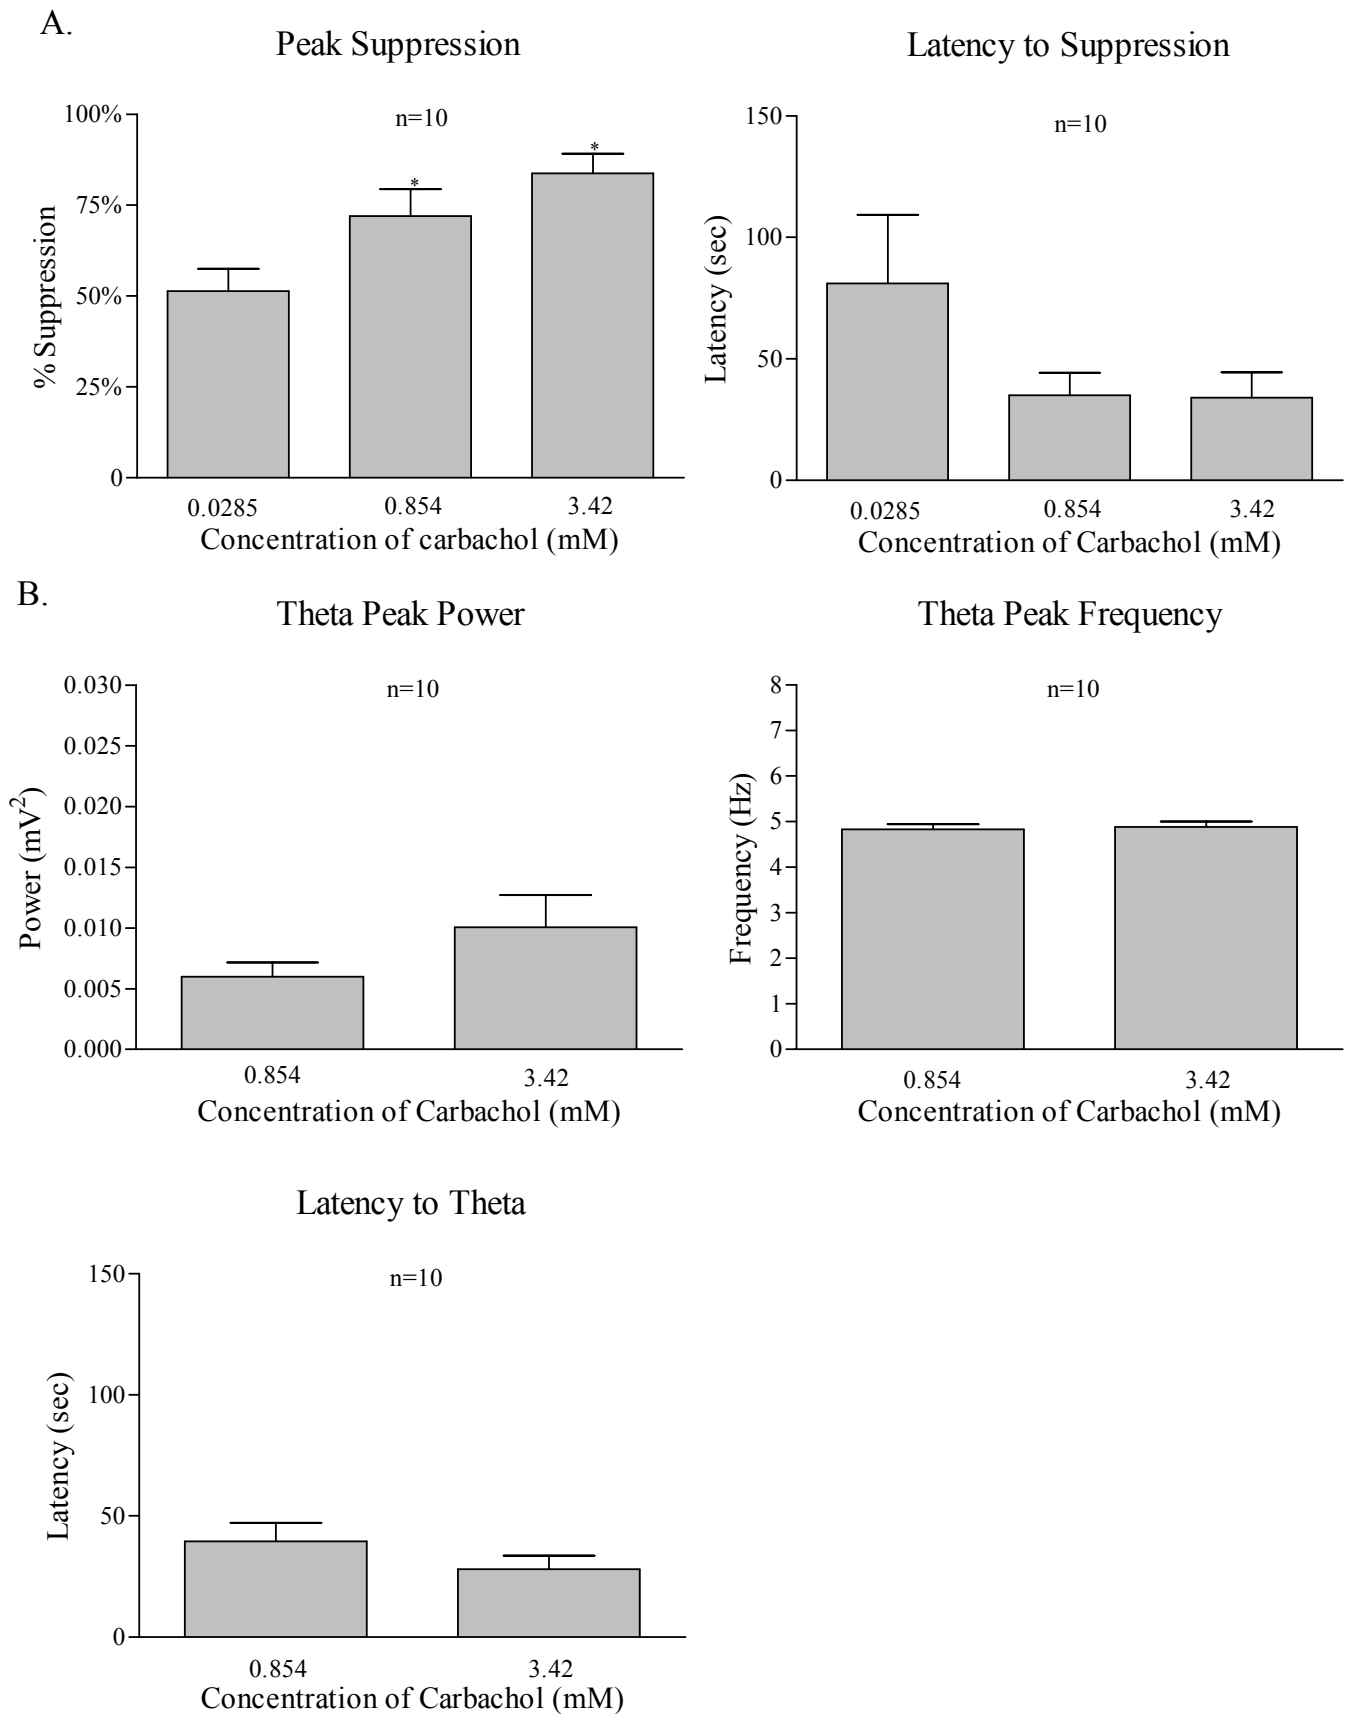 A.
Peak Suppression
n=10
100%
75%
50%
25%
0
% Suppression
*
*
0.0285 0.854 3.42
Concentration of carbachol (mM)
Latency to Suppression
n=10
150
100
50
0
Latency (sec)
0.0285 0.854 3.42
Concentration of Carbachol (mM)
B.
Theta Peak Power
n=10
0.030
0.025
0.020
0.015
0.010
0.005
0.000
Power (mV²)
0.854 3.42
Concentration of Carbachol (mM)
Theta Peak Frequency
n=10
8
7
6
5
4
3
2
1
0
Frequency (Hz)
0.854 3.42
Concentration of Carbachol (mM)
Latency to Theta
n=10
150
100
50
0
Latency (sec)
0.854 3.42
Concentration of Carbachol (mM)